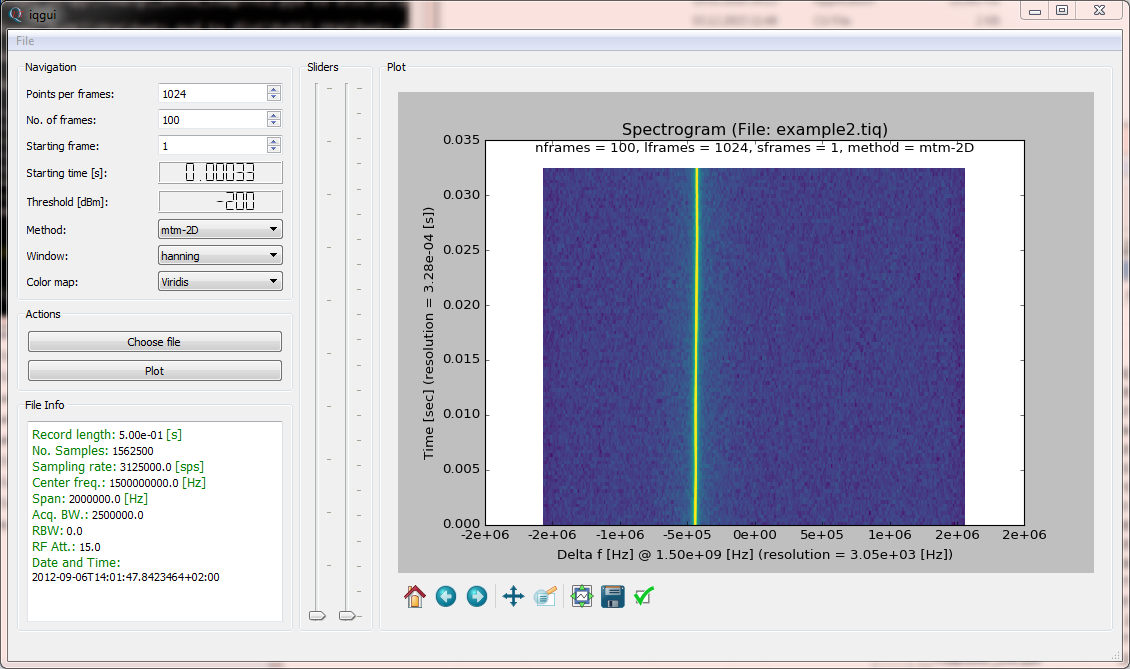 iqgui
File
Navigation
Points per frames: 1024
No. of frames: 100
Starting frame: 1
Starting time [s]: 0.00033
Threshold [dBm]: -200
Method: mtm-2D
Window: hanning
Color map: Viridis
Actions
Choose file
Plot
File Info
Record length: 5.00e-01 [s]
No. Samples: 1562500
Sampling rate: 3125000.0 [sps]
Center freq.: 1500000000.0 [Hz]
Span: 2000000.0 [Hz]
Acq. BW.: 2500000.0
RBW: 0.0
RF Att.: 15.0
Date and Time:
2012-09-06T14:01:47.8423464+02:00
Sliders
Plot
Spectrogram (File: example2.tiq)
nframes = 100, lframes = 1024, sframes = 1, method = mtm-2D
0.035
0.030
0.025
0.020
0.015
0.010
0.005
0.000
Time [sec] (resolution = 3.28e-04 [s])
-2e+06 -2e+06 -1e+06 -5e+05 0e+00 5e+05 1e+06 2e+06 2e+06
Delta f [Hz] @ 1.50e+09 [Hz] (resolution = 3.05e+03 [Hz])